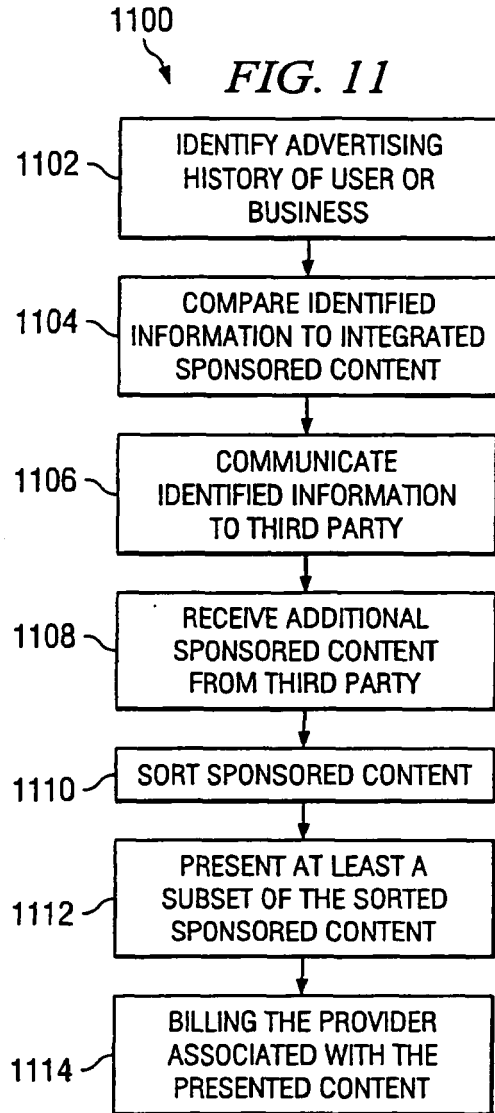 1100
FIG. 11
1102
IDENTIFY ADVERTISING
HISTORY OF USER OR
BUSINESS
1104
COMPARE IDENTIFIED
INFORMATION TO INTEGRATED
SPONSORED CONTENT
1106
COMMUNICATE
IDENTIFIED INFORMATION
TO THIRD PARTY
1108
RECEIVE ADDITIONAL
SPONSORED CONTENT
FROM THIRD PARTY
1110
SORT SPONSORED CONTENT
1112
PRESENT AT LEAST A
SUBSET OF THE SORTED
SPONSORED CONTENT
1114
BILLING THE PROVIDER
ASSOCIATED WITH THE
PRESENTED CONTENT